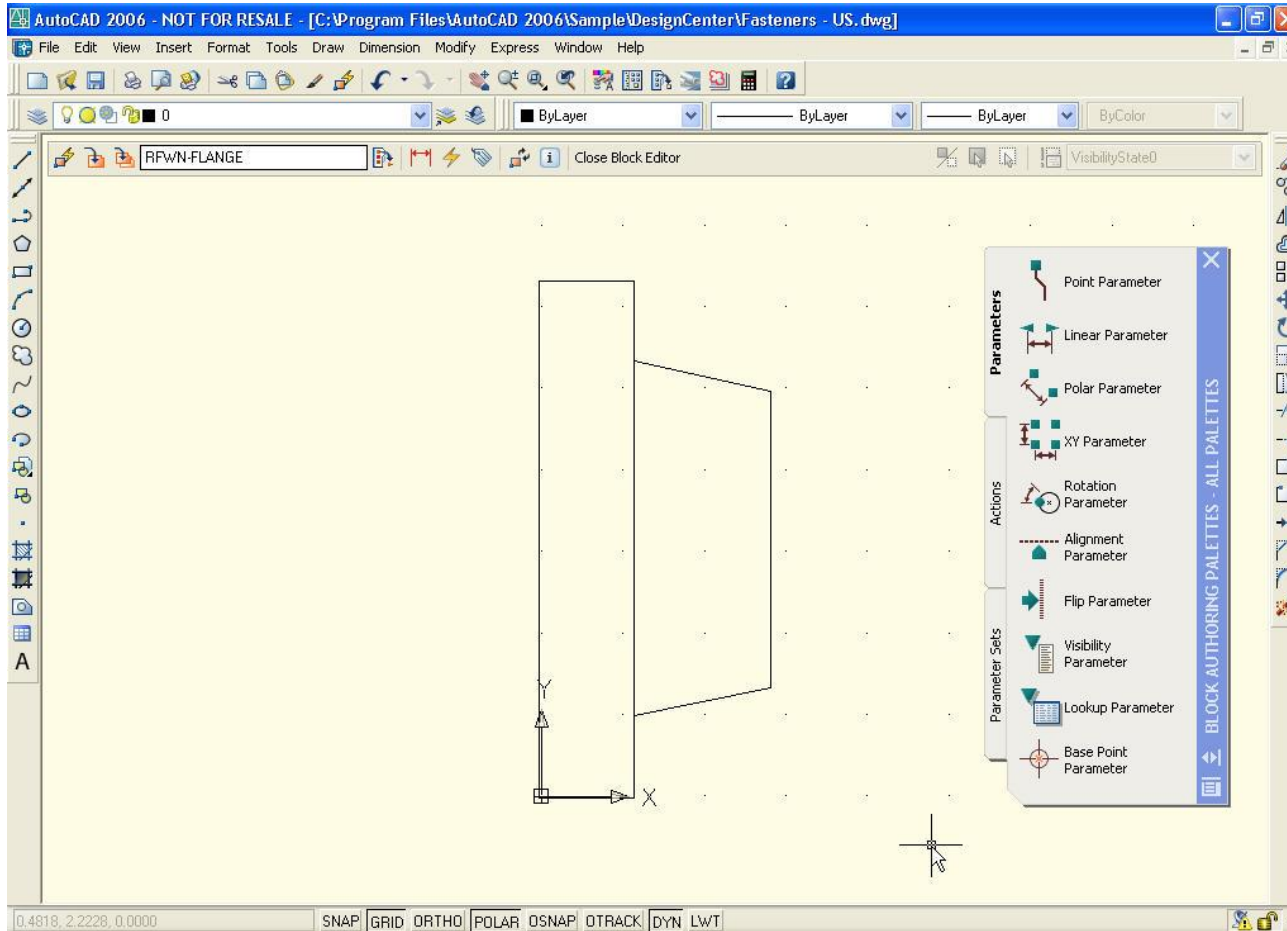 AutoCAD 2006 - NOT FOR RESALE - [C:\Program Files\AutoCAD 2006\Sample\DesignCenter\Fasteners - US.dwg]
File Edit View Insert Format Tools Draw Dimension Modify Express Window Help
0 ByLayer ByLayer ByLayer ByColor
RFWN-FLANGE Close Block Editor VisibilityState0
Parameters
Actions
Parameter Sets
Point Parameter
Linear Parameter
Polar Parameter
XY Parameter
Rotation
Parameter
Alignment
Parameter
Flip Parameter
Visibility
Parameter
Lookup Parameter
Base Point
Parameter
BLOCK AUTHORING PALETTES - ALL PALETTES
Y
X
A
0.4818, 2.2228, 0.0000 SNAP GRID ORTHO POLAR OSNAP OTRACK DYN LWT